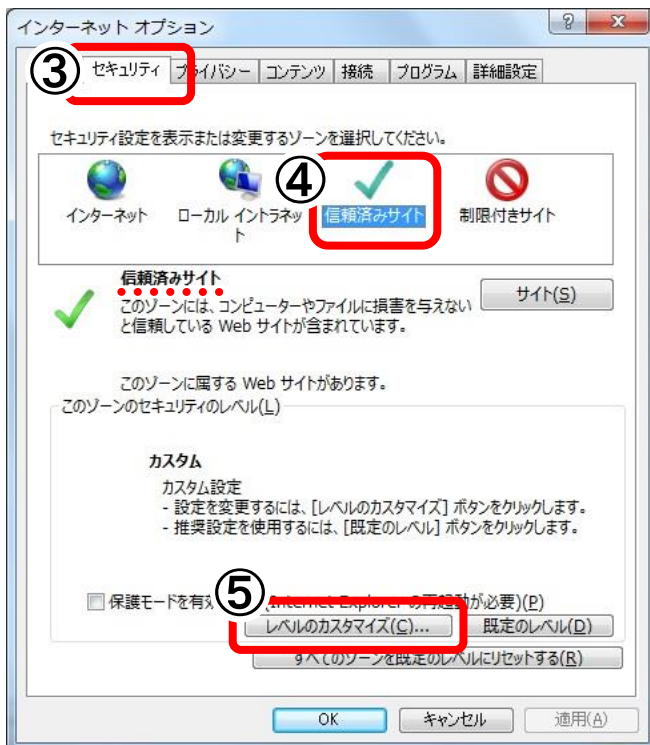 インターネット オプション
③
セキュリティ プライバシー コンテンツ 接続 プログラム 詳細設定
セキュリティ設定を表示または変更するゾーンを選択してください。
④
インターネット
ローカル イントラネッ
ト
信頼済みサイト
制限付きサイト
信頼済みサイト
サイト(S)
このゾーンには、コンピューターやファイルに損害を与えない
と信頼している Web サイトが含まれています。
このゾーンに属する Web サイトがあります。
このゾーンのセキュリティのレベル(L)
カスタム
カスタム設定
- 設定を変更するには、[レベルのカスタマイズ] ボタンをクリックします。
- 推奨設定を使用するには、[既定のレベル] ボタンをクリックします。
⑤
保護モードを有効 (Internet Explorer の再起動が必要)(P)
レベルのカスタマイズ(C)... 既定のレベル(D)
すべてのゾーンを既定のレベルにリセットする(R)
OK キャンセル 適用(A)